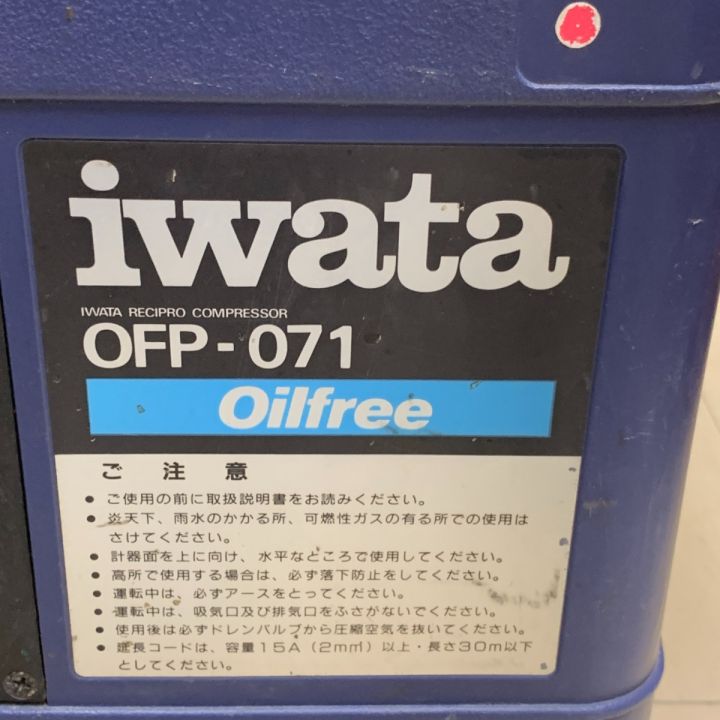 iwata
IWATA RECIPRO COMPRESSOR
OFP-071
Oilfree
ご注意
● ご使用の前に取扱説明書をお読みください。
● 炎天下、雨水のかかる所、可燃性ガスの有る所での使用は
さけてください。
● 計器面を上に向け、水平なところで使用してください。
● 高所で使用する場合は、必ず落下防止をしてください。
● 運転中は、必ずアースをとってください。
● 運転中は、吸気口及び排気口をふさがないでください。
● 使用後は必ずドレンバルブから圧縮空気を抜いてください。
● 延長コードは、容量15A(2m㎡)以上・長さ30m以下
としてください。